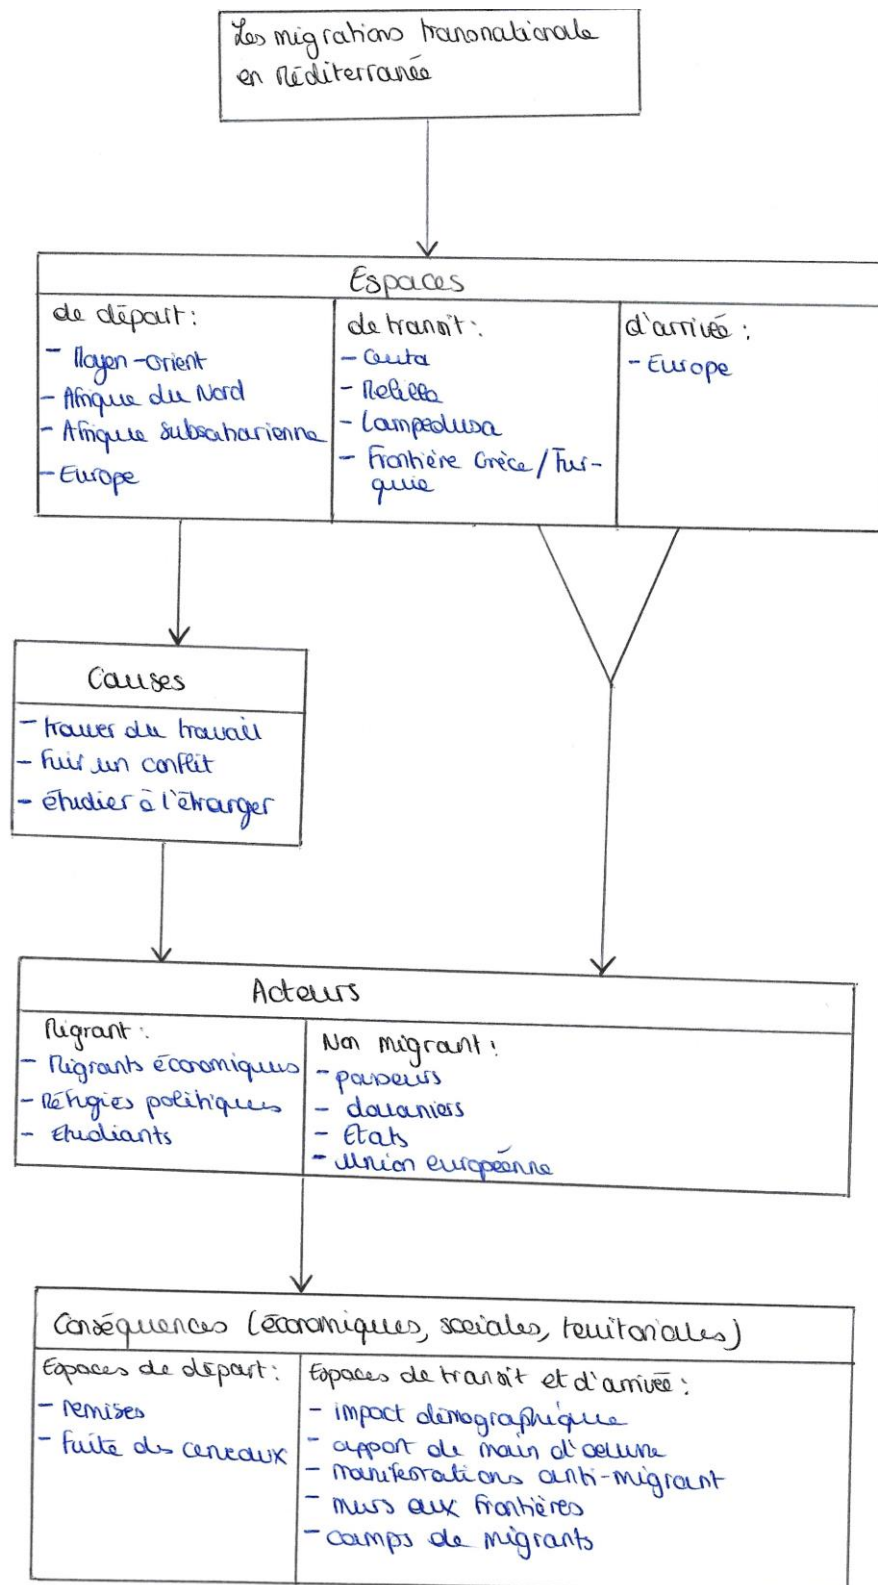 Les migrations transnationale
en Méditerranée
Espaces
de départ :
- Moyen-Orient
- Afrique du Nord
- Afrique subsaharienne
- Europe
de transit :
- Ceuta
- Melilla
- Lampedusa
- Frontière Grèce / Tur-
quie
d'arrivée :
- Europe
Causes
- trouver du travail
- fuir un conflit
- étudier à l'étranger
Acteurs
Migrant :
- Migrants économiques
- Réfugies politiques
- Etudiants
Non migrant :
- passeurs
- douaniers
- Etats
- Union européenne
Conséquences (économiques, sociales, territoriales)
Espaces de départ :
- remises
- fuite des cerveaux
Espaces de transit et d'arrivée :
- impact démographique
- apport de main d'oeuvre
- manifestations anti-migrant
- murs aux frontières
- camps de migrants